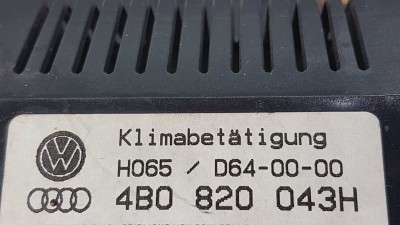 Klimabetätigung
H065 / D64-00-00
4B0 820 043H